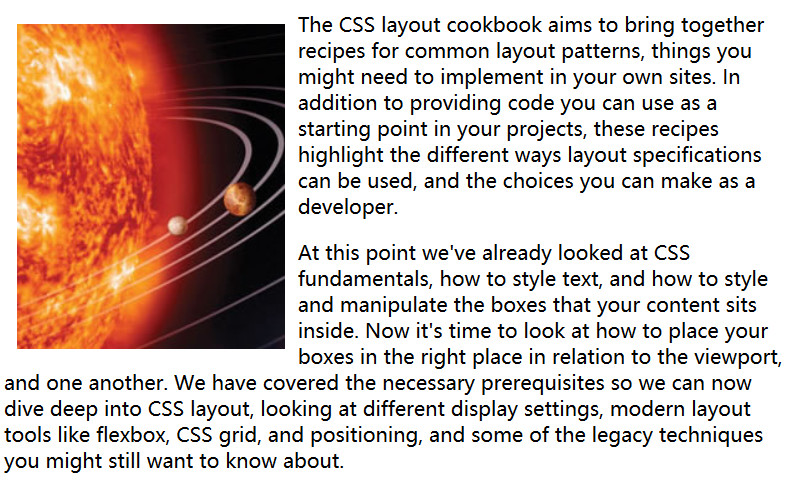 The CSS layout cookbook aims to bring together
recipes for common layout patterns, things you
might need to implement in your own sites. In
addition to providing code you can use as a
starting point in your projects, these recipes
highlight the different ways layout specifications
can be used, and the choices you can make as a
developer.
At this point we've already looked at CSS
fundamentals, how to style text, and how to style
and manipulate the boxes that your content sits
inside. Now it's time to look at how to place your
boxes in the right place in relation to the viewport,
and one another. We have covered the necessary prerequisites so we can now
dive deep into CSS layout, looking at different display settings, modern layout
tools like flexbox, CSS grid, and positioning, and some of the legacy techniques
you might still want to know about.